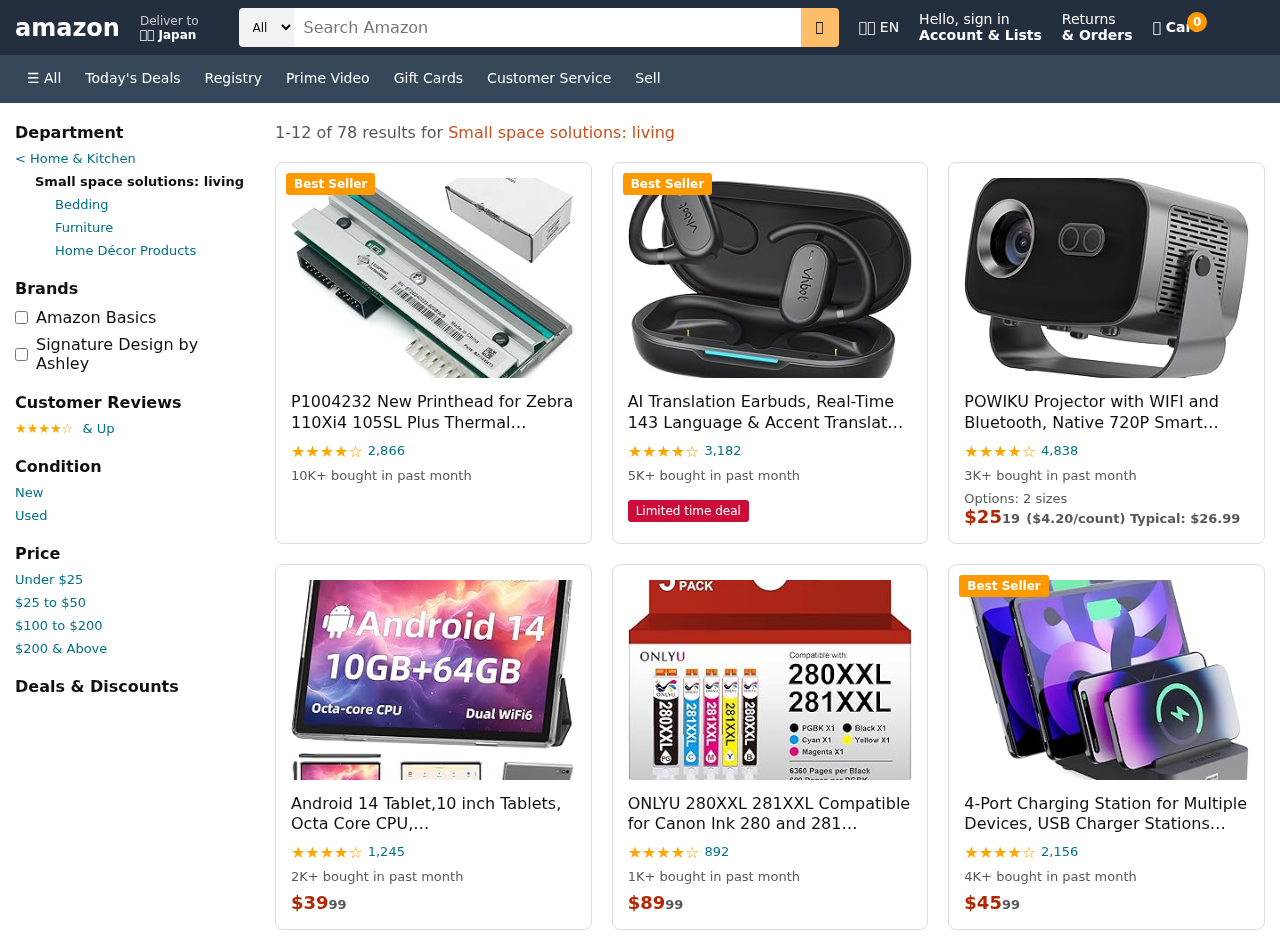 amazon
Deliver to
Japan
All
Search Amazon
EN
Hello, sign in
Account & Lists
Returns
& Orders
0
☰ All
Today's Deals
Registry
Prime Video
Gift Cards
Customer Service
Sell
Department
< Home & Kitchen
Small space solutions: living
Bedding
Furniture
Home Décor Products
Brands
Amazon Basics
Signature Design by
Ashley
Customer Reviews
★★★★☆ & Up
Condition
New
Used
Price
Under $25
$25 to $50
$100 to $200
$200 & Above
Deals & Discounts
1-12 of 78 results for Small space solutions: living
Best Seller
Made in China
P1004232 New Printhead for Zebra
110Xi4 105SL Plus Thermal…
★★★★☆ 2,866
10K+ bought in past month
Best Seller
Vhbot
Vhbot
AI Translation Earbuds, Real-Time
143 Language & Accent Translat…
★★★★☆ 3,182
5K+ bought in past month
Limited time deal
POWIKU Projector with WIFI and
Bluetooth, Native 720P Smart…
★★★★☆ 4,838
3K+ bought in past month
Options: 2 sizes
$25 19 ($4.20/count) Typical: $26.99
Android 14
10GB+64GB
Octa-core CPU
Dual WiFi6
Android 14 Tablet,10 inch Tablets,
Octa Core CPU,…
★★★★☆ 1,245
2K+ bought in past month
$39 99
PACK
ONLYU
Compatible with:
280XXL
281XXL
280XXL
281XXL
281XXL
281XXL
280XXL
PGBK X1
Black X1
Cyan X1
Yellow X1
Magenta X1
6360 Pages per Black
ONLYU 280XXL 281XXL Compatible
for Canon Ink 280 and 281…
★★★★☆ 892
1K+ bought in past month
$89 99
Best Seller
4-Port Charging Station for Multiple
Devices, USB Charger Stations…
★★★★☆ 2,156
4K+ bought in past month
$45 99